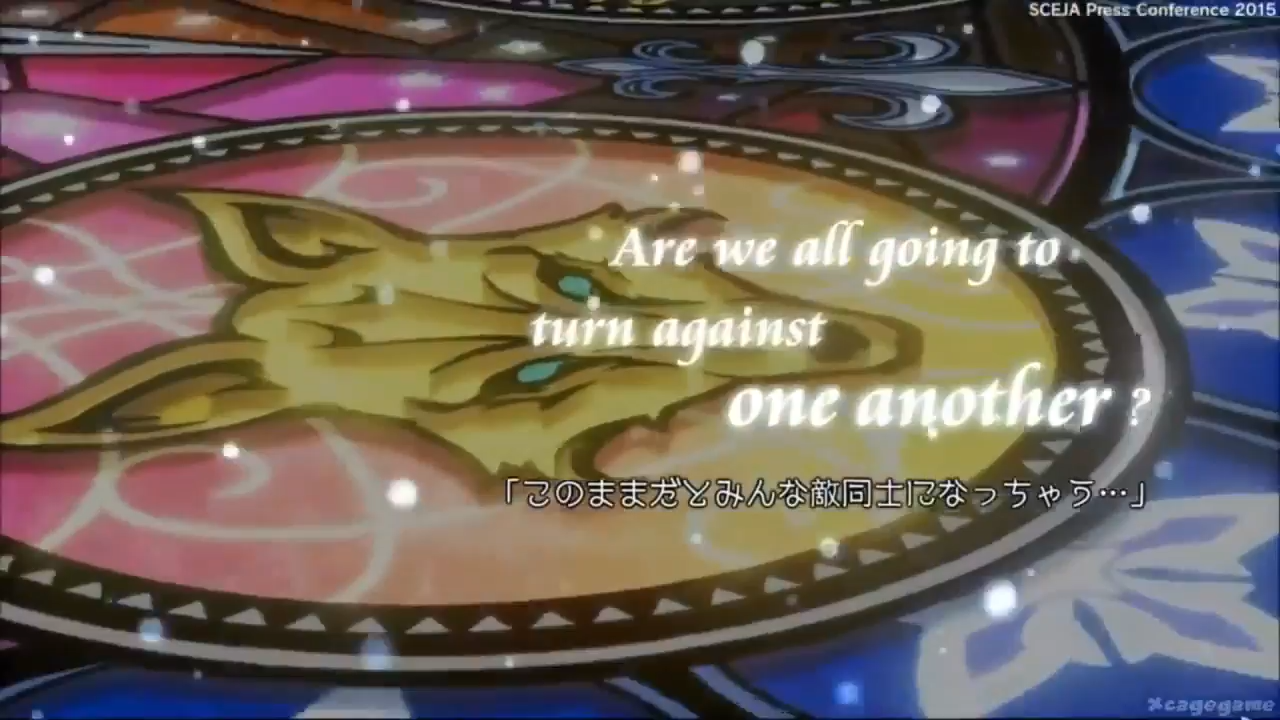 SCEJA Press Conference 2015
Are we all going to
turn against
one another ?
「このままだとみんな敵同士になっちゃう…」
Xcagegame